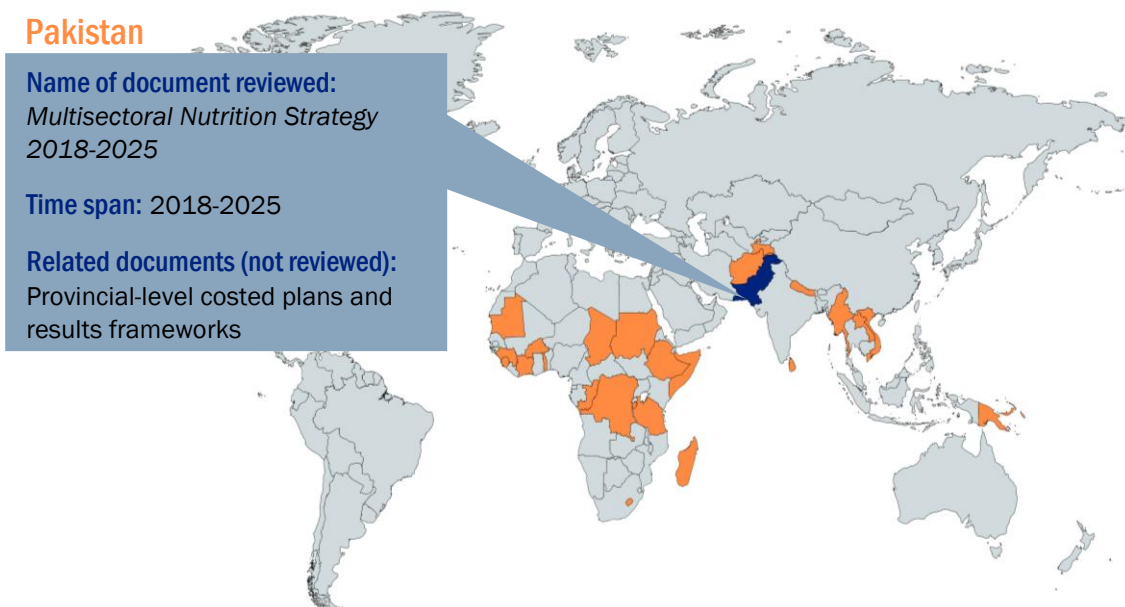 Pakistan
Name of document reviewed:
Multisectoral Nutrition Strategy
2018-2025
Time span: 2018-2025
Related documents (not reviewed):
Provincial-level costed plans and
results frameworks